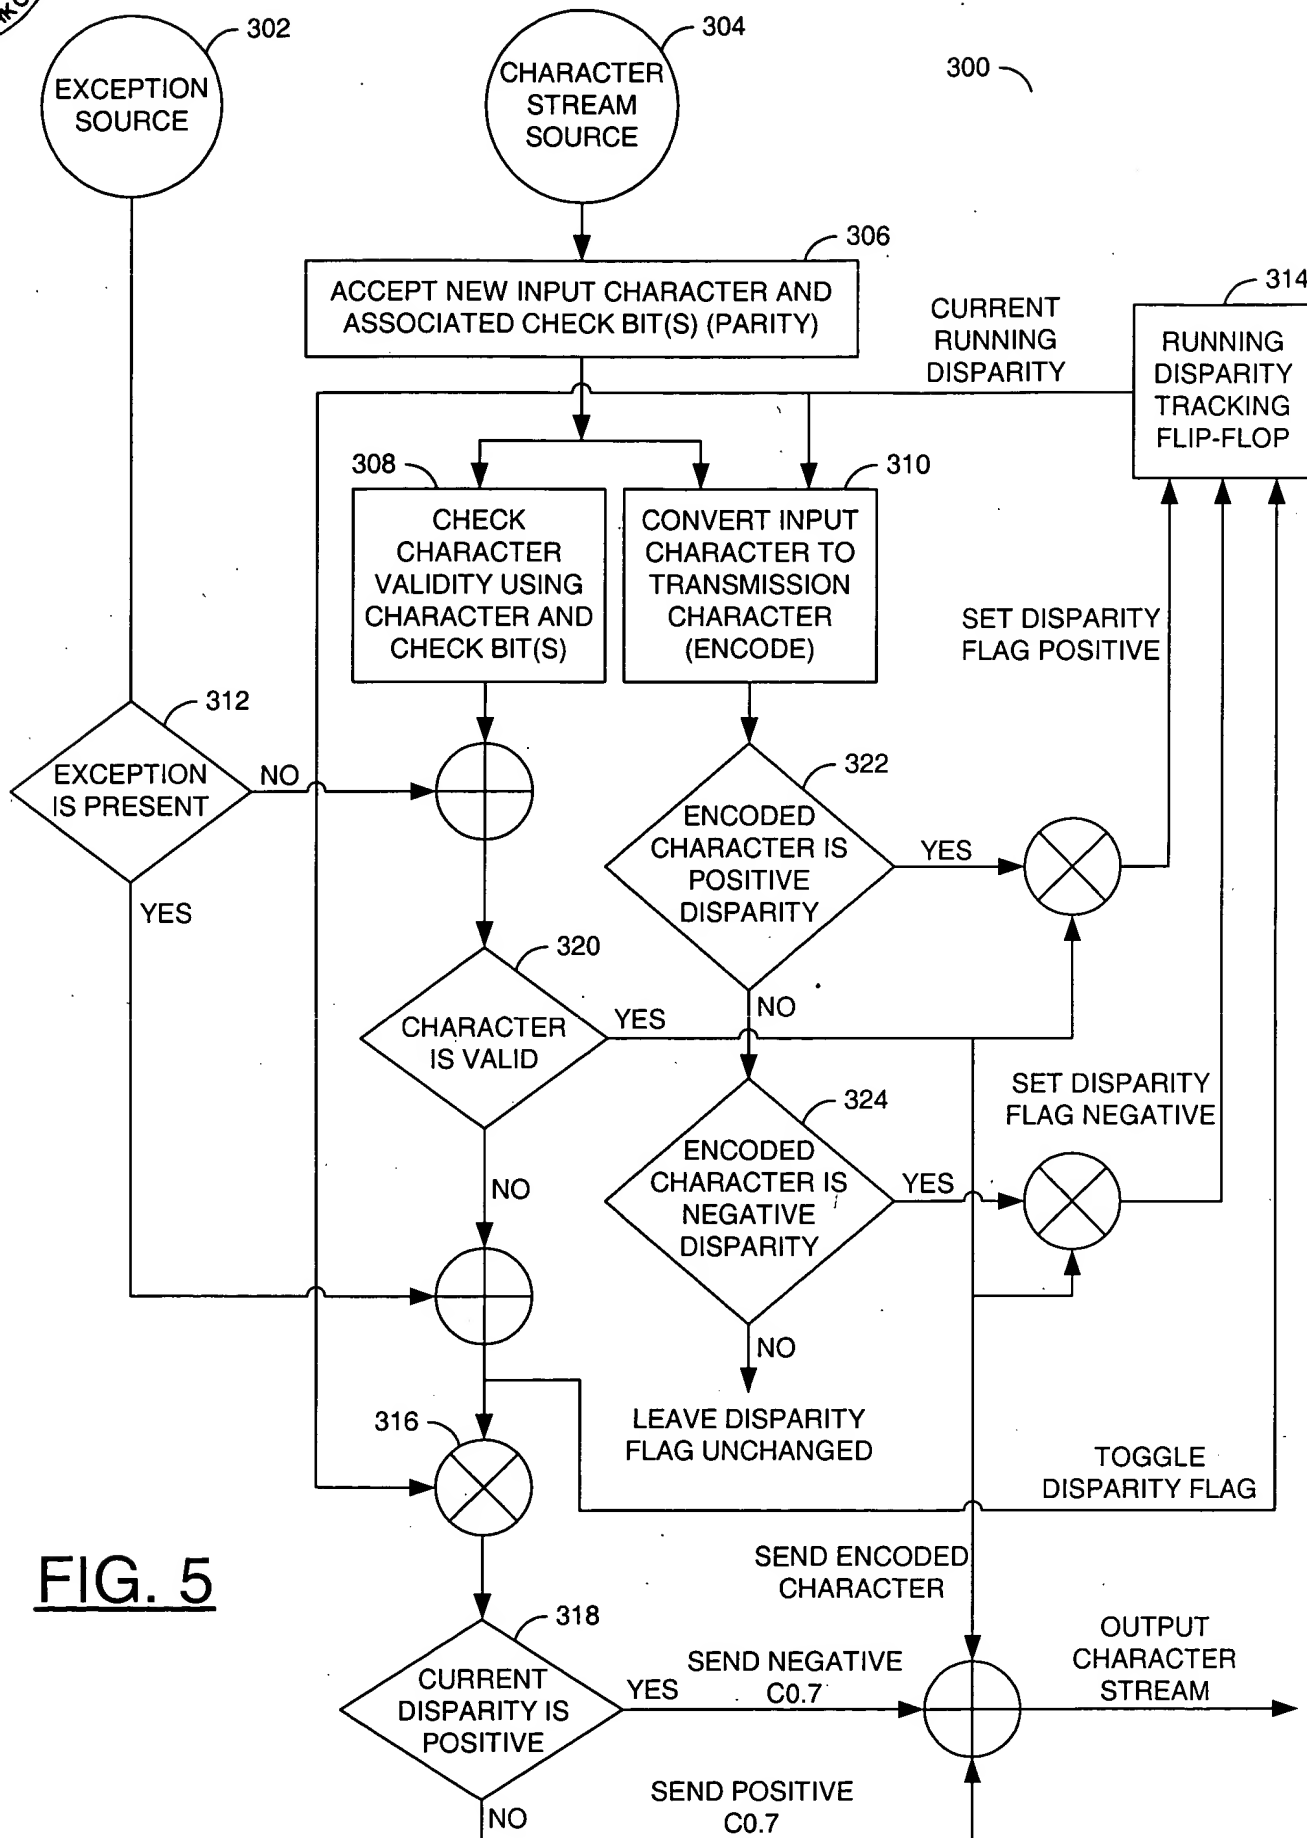 302
304
300
EXCEPTION
SOURCE
CHARACTER
STREAM
SOURCE
306
ACCEPT NEW INPUT CHARACTER AND
ASSOCIATED CHECK BIT(S) (PARITY)
CURRENT
RUNNING
DISPARITY
314
RUNNING
DISPARITY
TRACKING
FLIP-FLOP
308
CHECK
CHARACTER
VALIDITY USING
CHARACTER AND
CHECK BIT(S)
310
CONVERT INPUT
CHARACTER TO
TRANSMISSION
CHARACTER
(ENCODE)
SET DISPARITY
FLAG POSITIVE
312
EXCEPTION
IS PRESENT
NO
YES
322
ENCODED
CHARACTER IS
POSITIVE
DISPARITY
YES
NO
320
CHARACTER
IS VALID
YES
NO
SET DISPARITY
FLAG NEGATIVE
324
ENCODED
CHARACTER IS
NEGATIVE
DISPARITY
YES
NO
LEAVE DISPARITY
FLAG UNCHANGED
316
TOGGLE
DISPARITY FLAG
FIG. 5
SEND ENCODED
CHARACTER
318
CURRENT
DISPARITY IS
POSITIVE
YES
SEND NEGATIVE
C0.7
OUTPUT
CHARACTER
STREAM
NO
SEND POSITIVE
C0.7